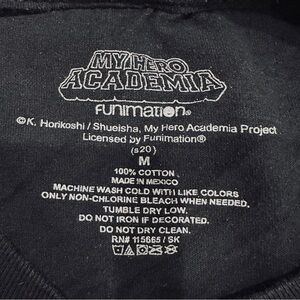 MY HERO
ACADEMIA
FUNIMATION®
©K. Horikoshi / Shueisha, My Hero Academia Project
Licensed by Funimation®
(s20)
M
100% COTTON
MADE IN MEXICO
MACHINE WASH COLD WITH LIKE COLORS
ONLY NON-CHLORINE BLEACH WHEN NEEDED.
TUMBLE DRY LOW.
DO NOT IRON IF DECORATED.
DO NOT DRY CLEAN.
RN# 115665 / SK